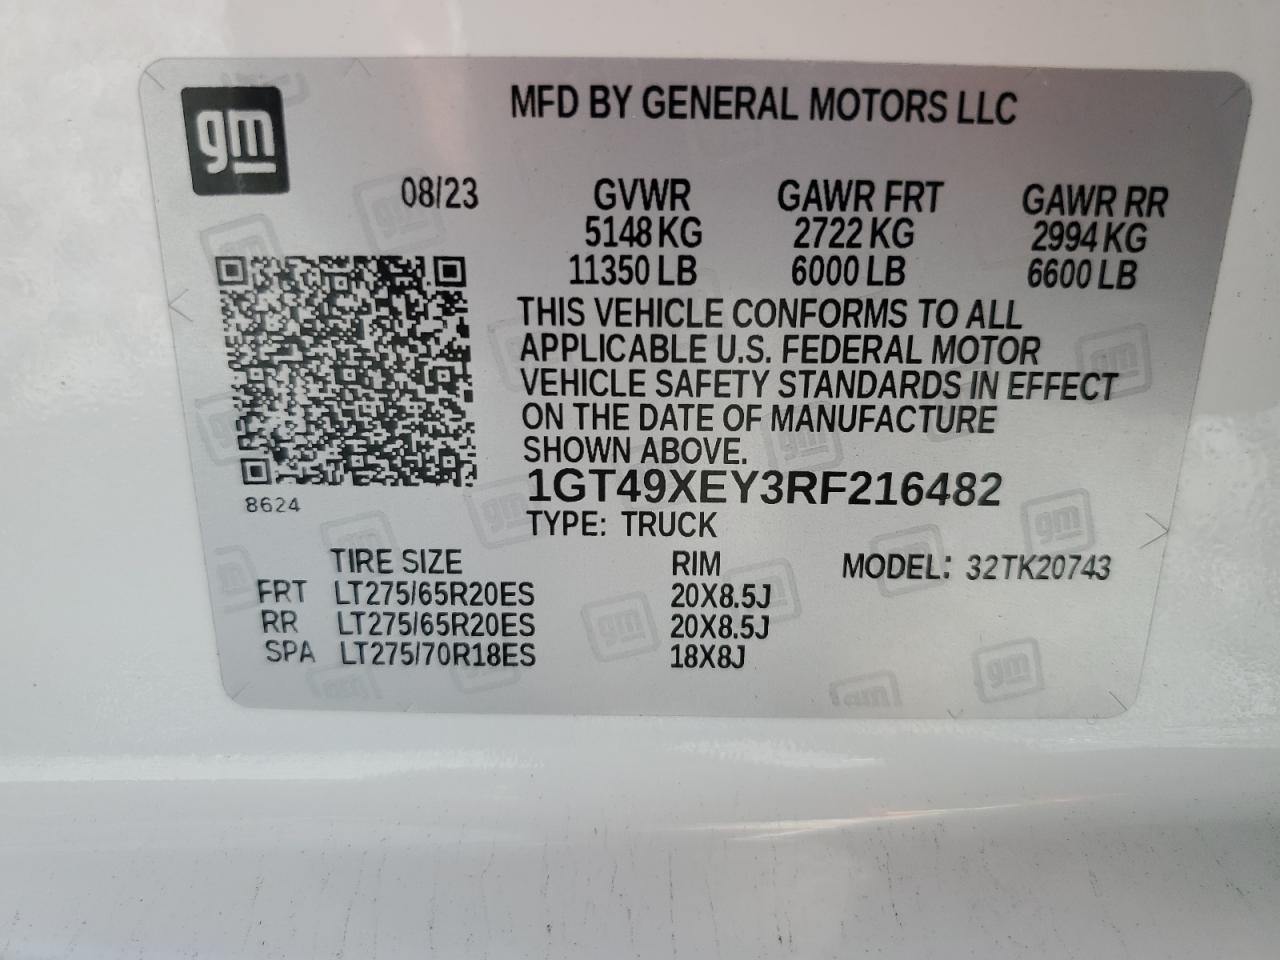 gm
MFD BY GENERAL MOTORS LLC
08/23 GVWR GAWR FRT GAWR RR
5148 KG 2722 KG 2994 KG
11350 LB 6000 LB 6600 LB
THIS VEHICLE CONFORMS TO ALL
APPLICABLE U.S. FEDERAL MOTOR
VEHICLE SAFETY STANDARDS IN EFFECT
ON THE DATE OF MANUFACTURE
SHOWN ABOVE.
1GT49XEY3RF216482
8624
TYPE: TRUCK
TIRE SIZE RIM MODEL: 32TK20743
FRT LT275/65R20ES 20X8.5J
RR LT275/65R20ES 20X8.5J
SPA LT275/70R18ES 18X8J